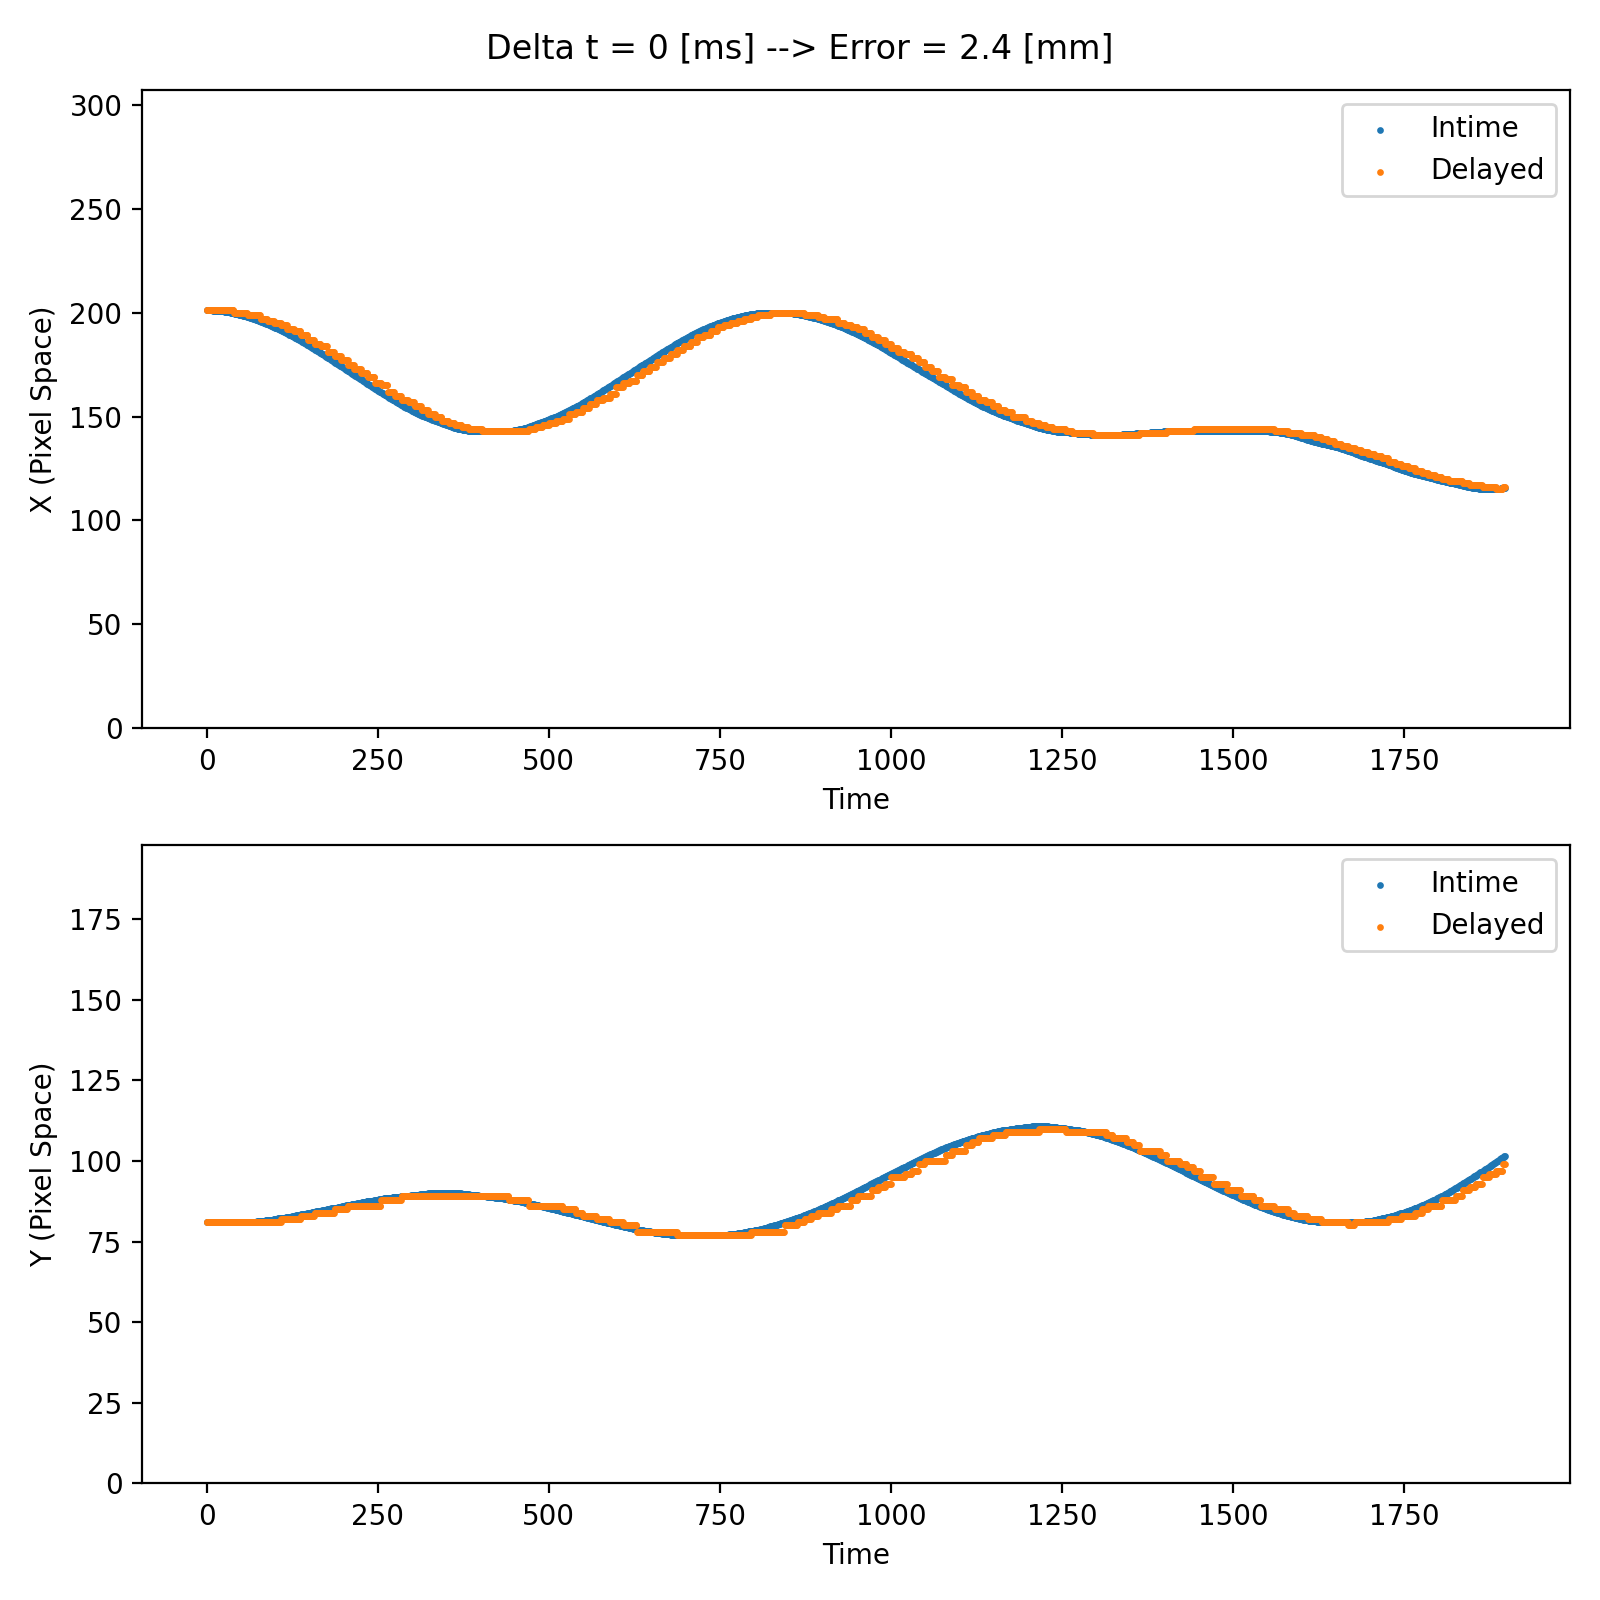 Delta t = 0 [ms] --> Error = 2.4 [mm]
300
250
200
150
100
50
0
X (Pixel Space)
Intime
Delayed
0 250 500 750 1000 1250 1500 1750
Time
175
150
125
100
75
50
25
0
Y (Pixel Space)
Intime
Delayed
0 250 500 750 1000 1250 1500 1750
Time